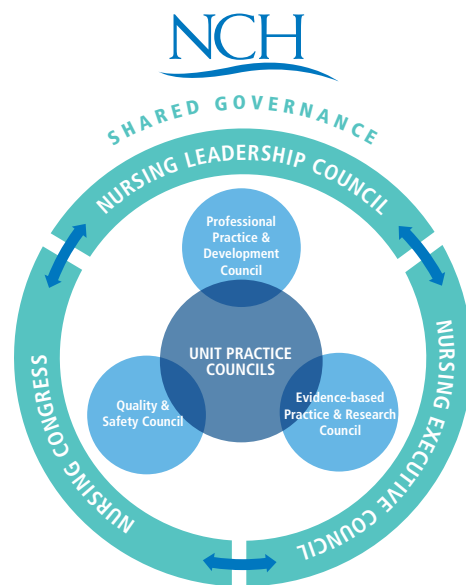 NCH
SHARED GOVERNANCE
NURSING LEADERSHIP COUNCIL
Professional
Practice &
Development
Council
UNIT PRACTICE
COUNCILS
Quality &
Safety Council
Evidence-based
Practice & Research
Council
NURSING CONGRESS
NURSING EXECUTIVE COUNCIL